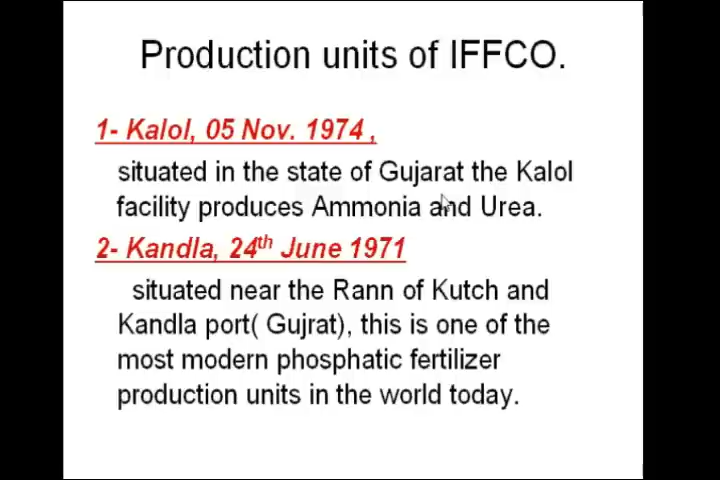 Production units of IFFCO.
1- Kalol, 05 Nov. 1974 ,
situated in the state of Gujarat the Kalol
facility produces Ammonia and Urea.
2- Kandla, 24th June 1971
situated near the Rann of Kutch and
Kandla port( Gujrat), this is one of the
most modern phosphatic fertilizer
production units in the world today.